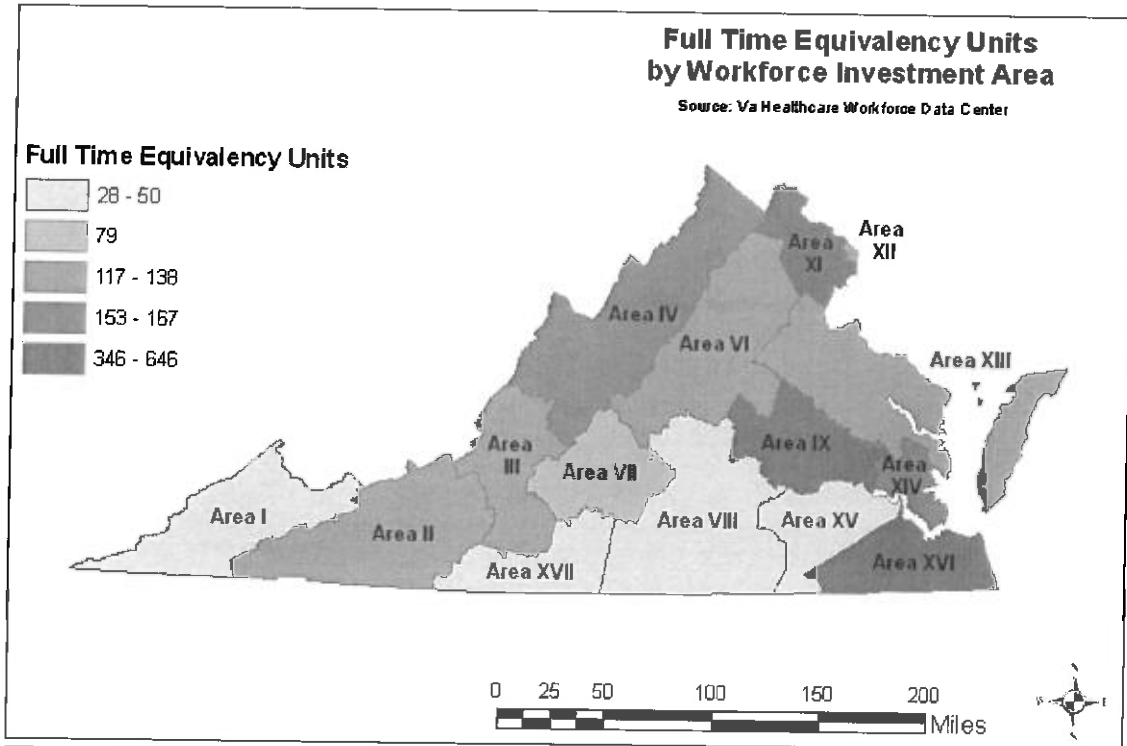 Full Time Equivalency Units
by Workforce Investment Area
Source: Va Healthcare Workforce Data Center
Full Time Equivalency Units
28 - 50
79
117 - 138
153 - 167
346 - 646
Area
XII
Area
XI
Area IV
Area VI
Area XIII
Area
III
Area IX
Area VII
Area
XIV
Area I
Area II
Area VIII
Area XV
Area XVII
Area XVI
0 25 50 100 150 200
Miles
W E